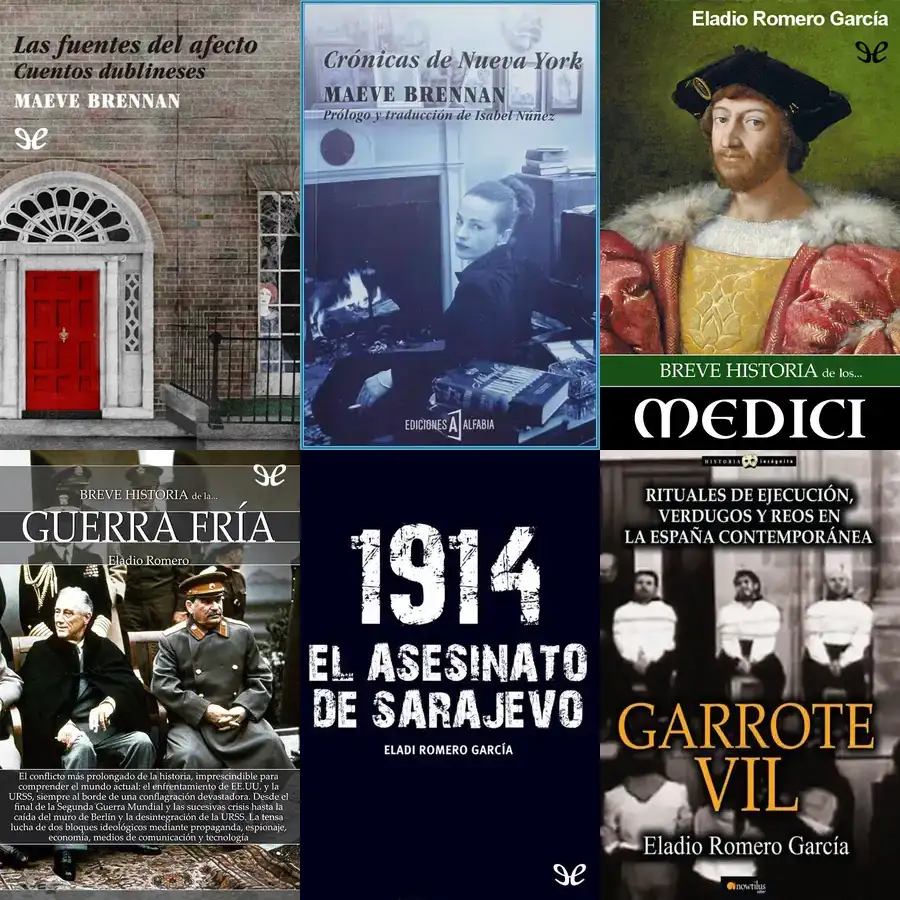 Las fuentes del afecto
Cuentos dublineses
MAEVE BRENNAN
Crónicas de Nueva York
MAEVE BRENNAN
Prólogo y traducción de Isabel Núñez
EDICIONES A ALFABIA
Eladio Romero García
BREVE HISTORIA de los...
MEDICI
BREVE HISTORIA de la...
GUERRA FRÍA
Eladio Romero
El conflicto más prolongado de la historia, imprescindible para
comprender el mundo actual: el enfrentamiento de EE.UU. y la
URSS, siempre al borde de una conflagración devastadora. Desde el
final de la Segunda Guerra Mundial y las sucesivas crisis hasta la
caída del muro de Berlín y la desintegración de la URSS. La tensa
lucha de dos bloques ideológicos mediante propaganda, espionaje,
economía, medios de comunicación y tecnología
1914
EL ASESINATO
DE SARAJEVO
ELADI ROMERO GARCÍA
HISTORIA incógnita
RITUALES DE EJECUCIÓN,
VERDUGOS Y REOS EN
LA ESPAÑA CONTEMPORÁNEA
GARROTE
VIL
Eladio Romero García
nowtilus